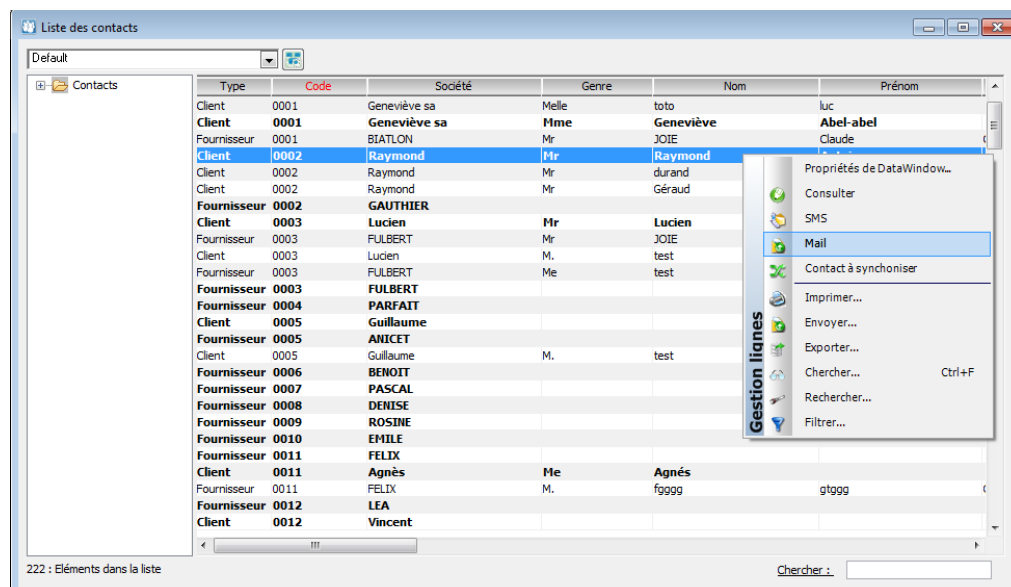 Liste des contacts
Default
Contacts
Type Code Société Genre Nom Prénom
Client 0001 Geneviève sa Melle toto luc
Client 0001 Geneviève sa Mme Geneviève Abel-abel
Fournisseur 0001 BIATLON Mr JOIE Claude
Client 0002 Raymond Mr Raymond
Client 0002 Raymond Mr durand
Client 0002 Raymond Mr Géraud
Fournisseur 0002 GAUTHIER
Client 0003 Lucien Mr Lucien
Fournisseur 0003 FULBERT Mr JOIE
Client 0003 Lucien M. test
Fournisseur 0003 FULBERT Me test
Fournisseur 0003 FULBERT
Fournisseur 0004 PARFAIT
Client 0005 Guillaume
Fournisseur 0005 ANICET
Client 0005 Guillaume M. test
Fournisseur 0006 BENOIT
Fournisseur 0007 PASCAL
Fournisseur 0008 DENISE
Fournisseur 0009 ROSINE
Fournisseur 0010 EMILE
Fournisseur 0011 FELIX
Client 0011 Agnès Me Agnés
Fournisseur 0011 FELIX M. fgggg gtggg
Fournisseur 0012 LEA
Client 0012 Vincent
Gestion lignes
Propriétés de DataWindow...
Consulter
SMS
Mail
Contact à synchoniser
Imprimer...
Envoyer...
Exporter...
Chercher... Ctrl+F
Rechercher...
Filtrer...
222 : Eléments dans la liste
Chercher :